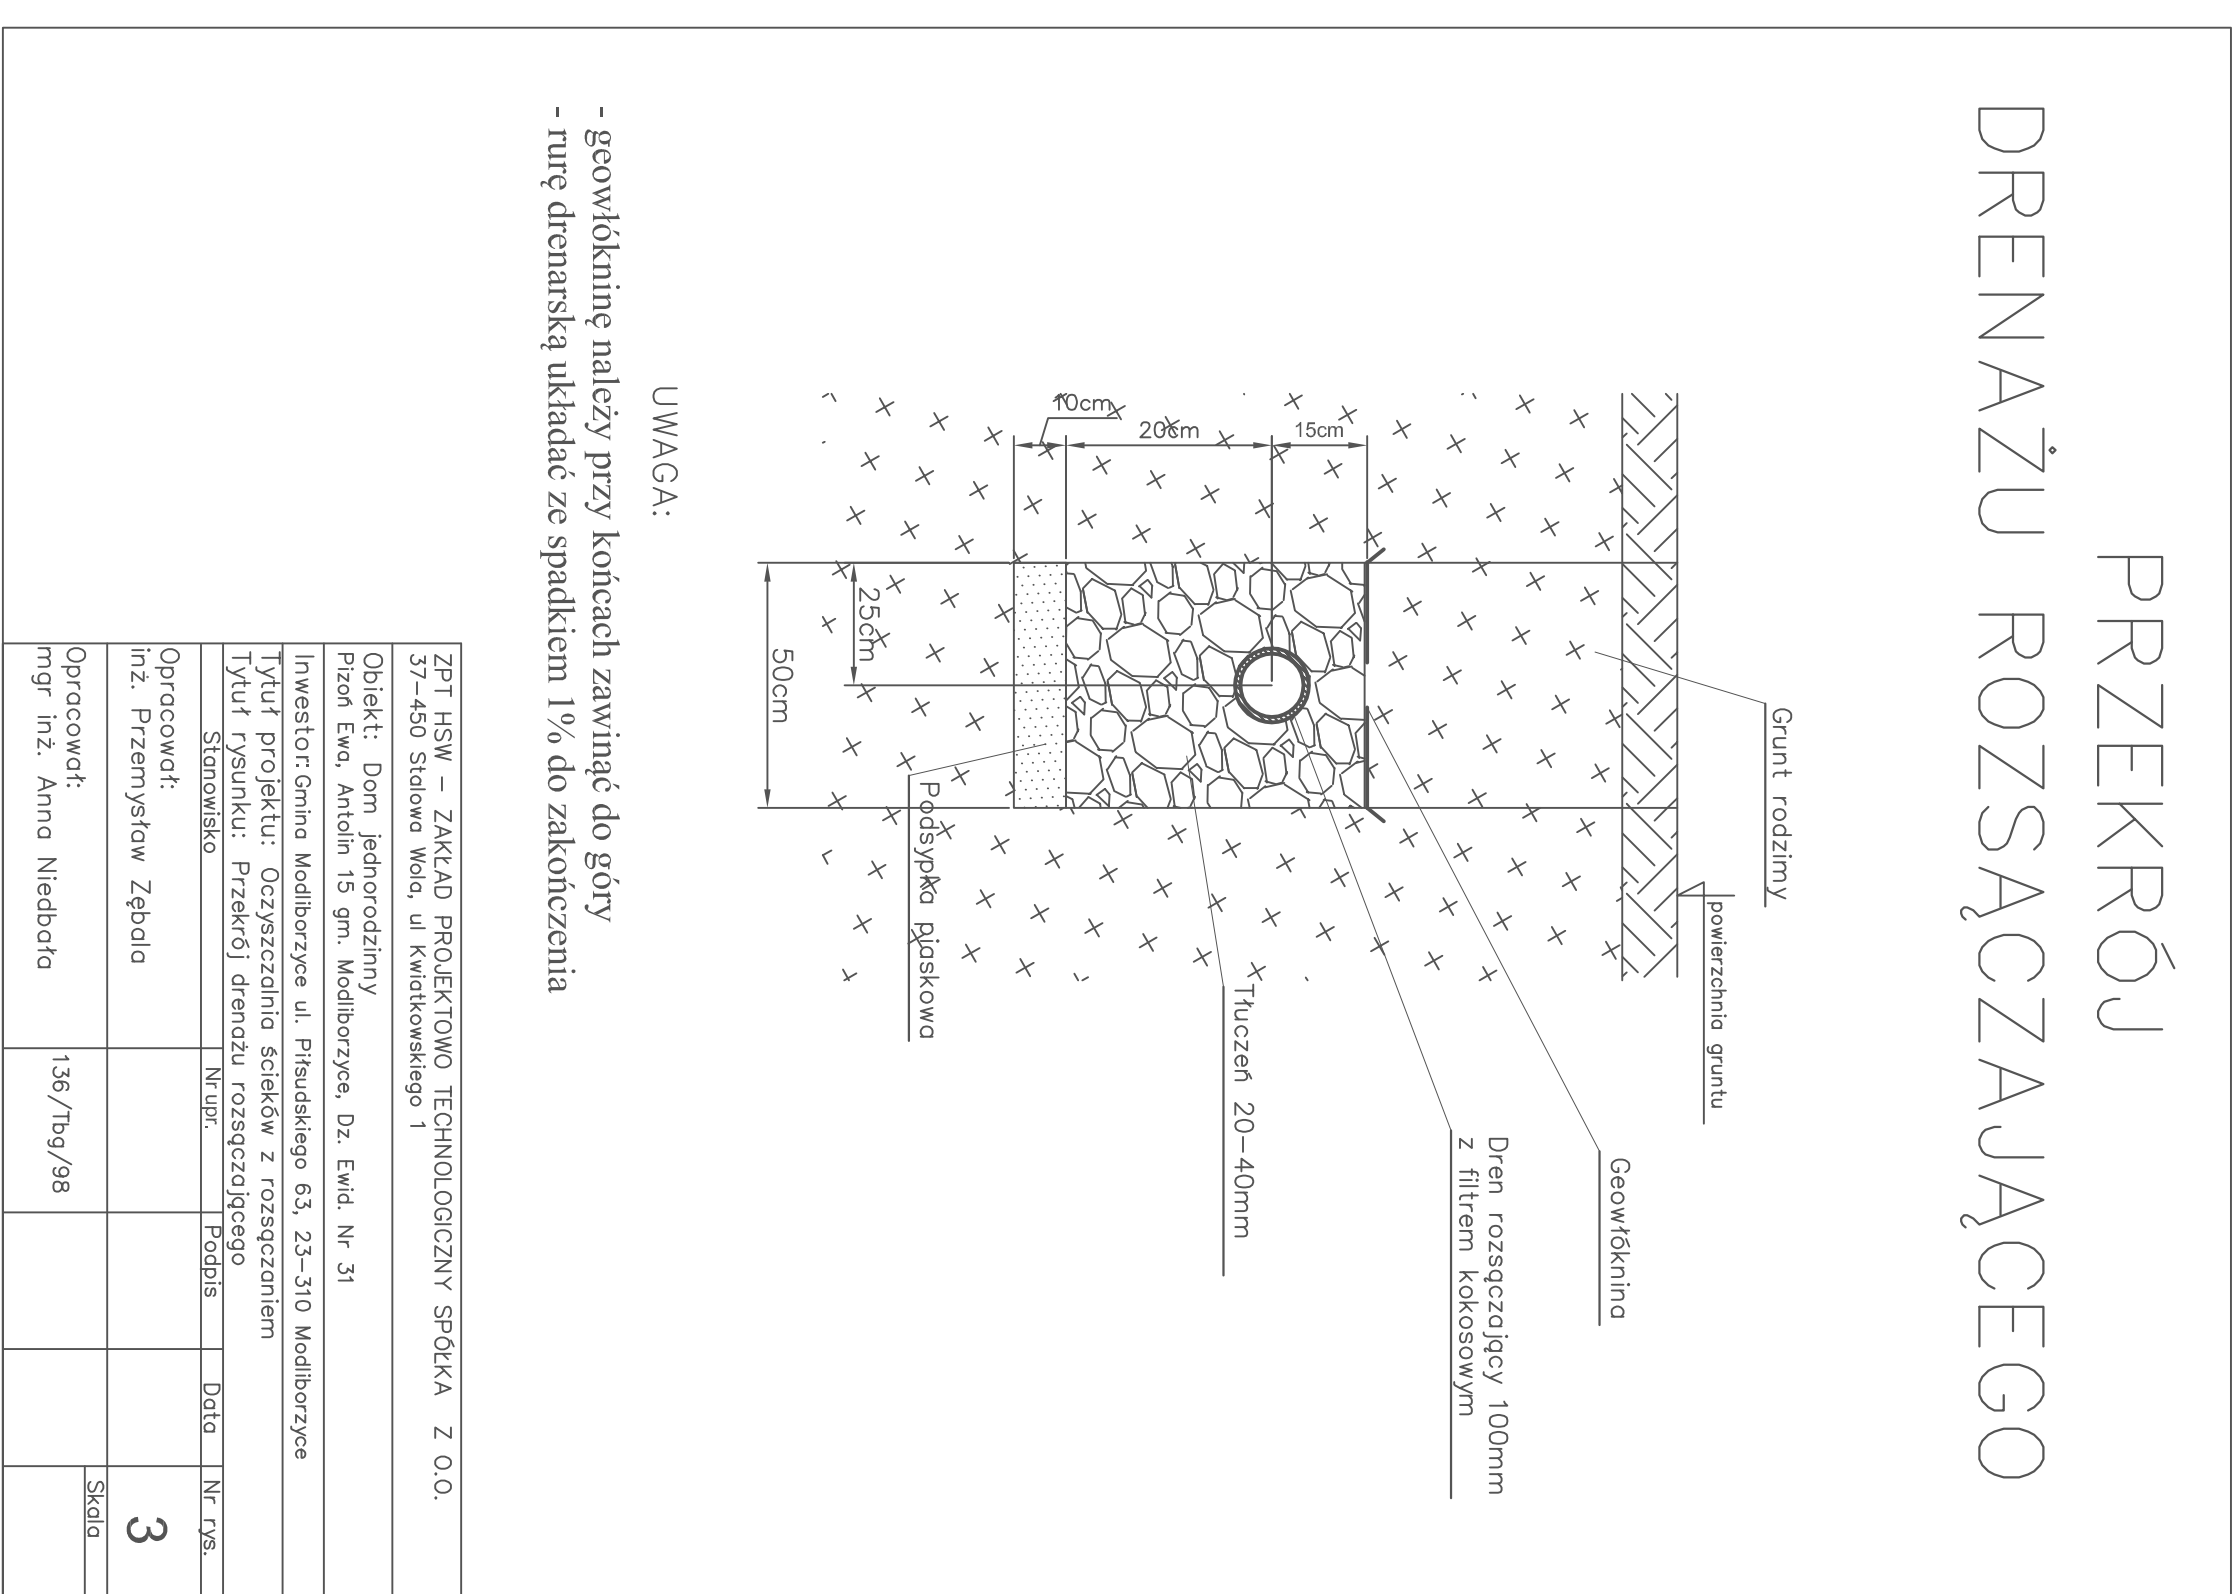 PRZEKRÓJ
DRENAŻU ROZSĄCZAJĄCEGO
Grunt rodzimy
powierzchnia gruntu
Geowłóknina
Dren rozsączający 100mm
z filtrem kokosowym
Tłuczeń 20-40mm
Podsypka piaskowa
15cm
20cm
10cm
25cm
50cm
UWAGA:
- geowłókninę należy przy końcach zawinąć do góry
- rurę drenarską układać ze spadkiem 1% do zakończenia
ZPT HSW - ZAKŁAD PROJEKTOWO TECHNOLOGICZNY SPÓŁKA Z O.O.
37-450 Stalowa Wola, ul Kwiatkowskiego 1
Obiekt: Dom jednorodzinny
Pizoń Ewa, Antolin 15 gm. Modliborzyce, Dz. Ewid. Nr 31
Inwestor: Gmina Modliborzyce ul. Piłsudskiego 63, 23-310 Modliborzyce
Tytuł projektu: Oczyszczalnia ścieków z rozsączaniem
Tytuł rysunku: Przekrój drenażu rozsączającego
Stanowisko Nr upr. Podpis Data Nr rys.
Opracował:
inż. Przemysław Zębala
3
Skala
Opracował:
mgr inż. Anna Niedbała
136/Tbg/98